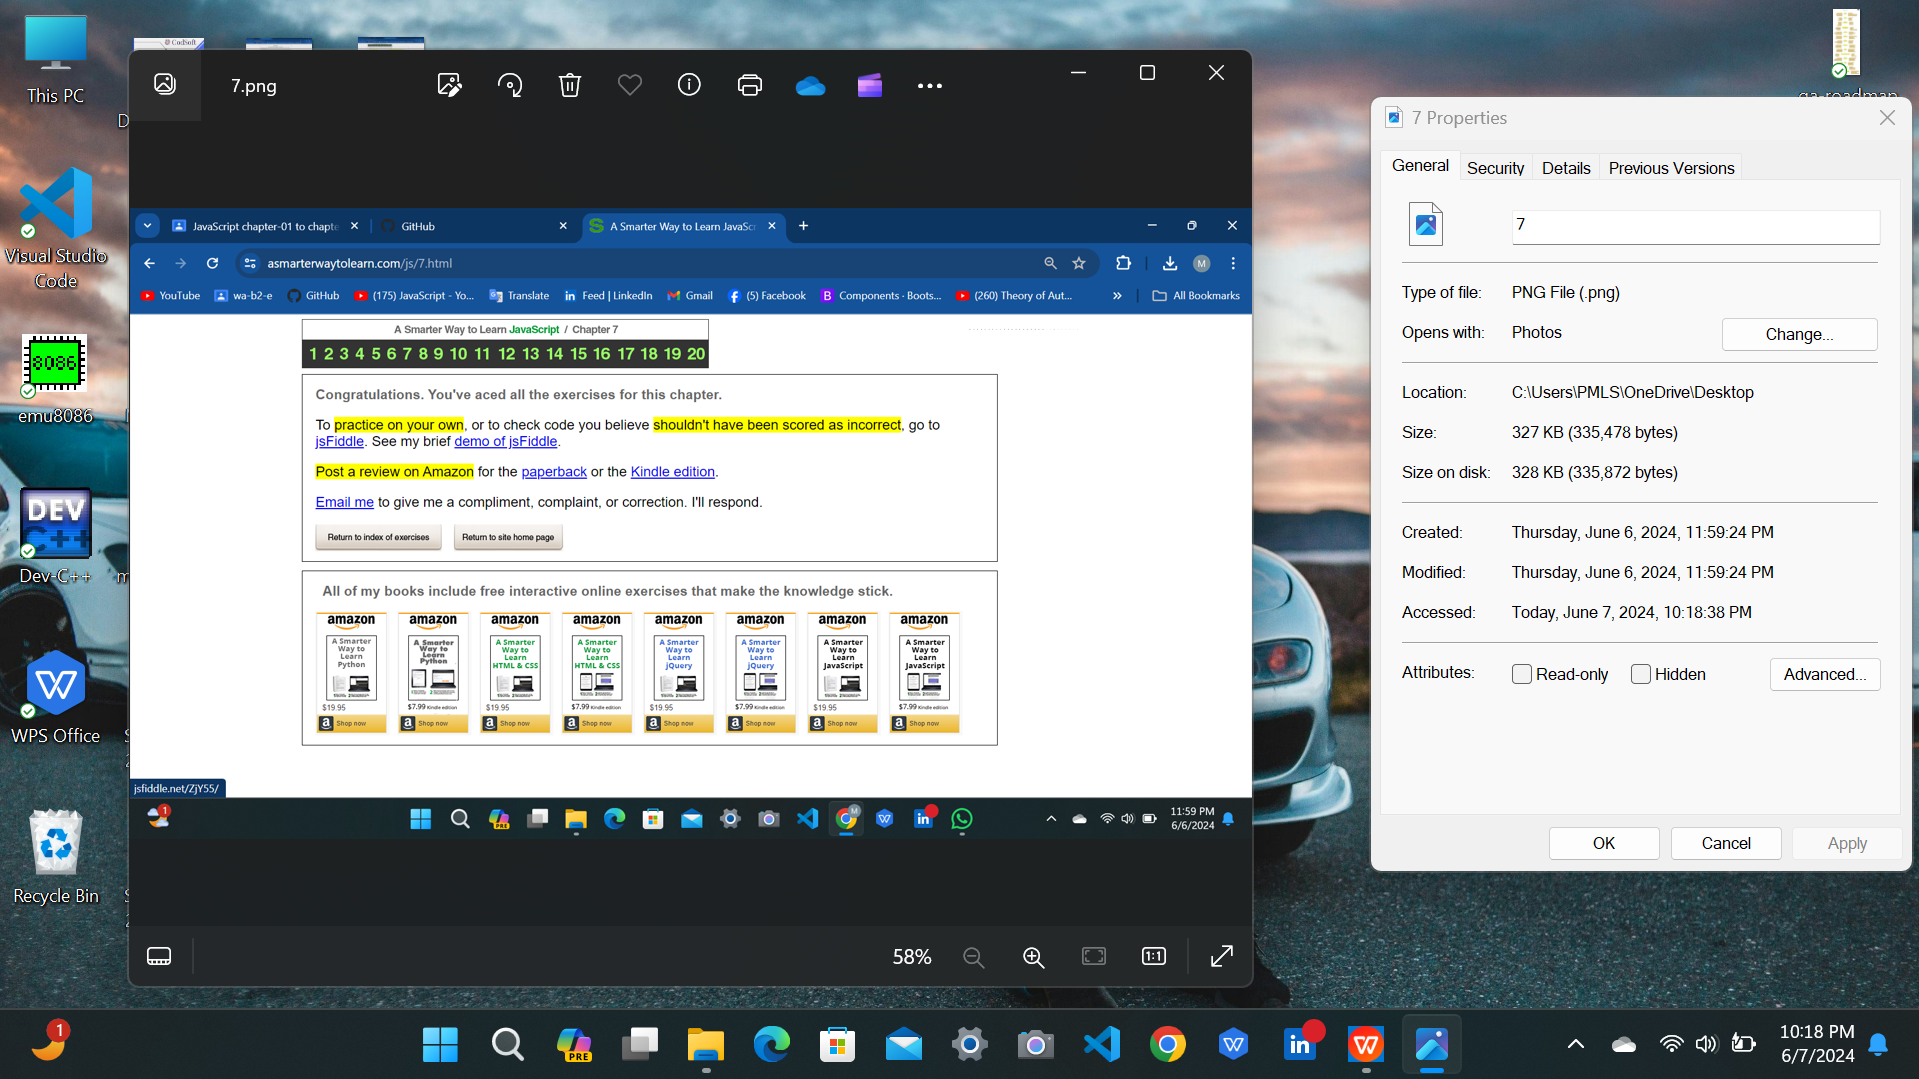 This PC
Visual Studio
Code
emu8086
Dev-C++
WPS Office
Recycle Bin
7.png
JavaScript chapter-01 to chapte
GitHub
A Smarter Way to Learn JavaScr
asmarterwaytolearn.com/js/7.html
M
YouTube
wa-b2-e
GitHub
(175) JavaScript - Yo...
Translate
Feed | LinkedIn
Gmail
(5) Facebook
Components · Boots...
(260) Theory of Aut...
»
All Bookmarks
A Smarter Way to Learn JavaScript / Chapter 7
1 2 3 4 5 6 7 8 9 10 11 12 13 14 15 16 17 18 19 20
Congratulations. You've aced all the exercises for this chapter.
To practice on your own, or to check code you believe shouldn't have been scored as incorrect, go to
jsFiddle. See my brief demo of jsFiddle.
Post a review on Amazon for the paperback or the Kindle edition.
Email me to give me a compliment, complaint, or correction. I'll respond.
Return to index of exercises
Return to site home page
All of my books include free interactive online exercises that make the knowledge stick.
amazon amazon amazon amazon amazon amazon amazon amazon
A Smarter Way to Learn Python
A Smarter Way to Learn Python
A Smarter Way to Learn HTML & CSS
A Smarter Way to Learn HTML & CSS
A Smarter Way to Learn jQuery
A Smarter Way to Learn jQuery
A Smarter Way to Learn JavaScript
A Smarter Way to Learn JavaScript
$19.95 $7.99 Kindle edition $19.95 $7.99 Kindle edition $19.95 $7.99 Kindle edition $19.95 $7.99 Kindle edition
Shop now Shop now Shop now Shop now Shop now Shop now Shop now Shop now
jsfiddle.net/ZjY55/
1
11:59 PM
6/6/2024
58%
1:1
7 Properties
General Security Details Previous Versions
7
Type of file: PNG File (.png)
Opens with: Photos
Change...
Location: C:\Users\PMLS\OneDrive\Desktop
Size: 327 KB (335,478 bytes)
Size on disk: 328 KB (335,872 bytes)
Created: Thursday, June 6, 2024, 11:59:24 PM
Modified: Thursday, June 6, 2024, 11:59:24 PM
Accessed: Today, June 7, 2024, 10:18:38 PM
Attributes: Read-only Hidden
Advanced...
OK Cancel Apply
1
PRE
10:18 PM
6/7/2024